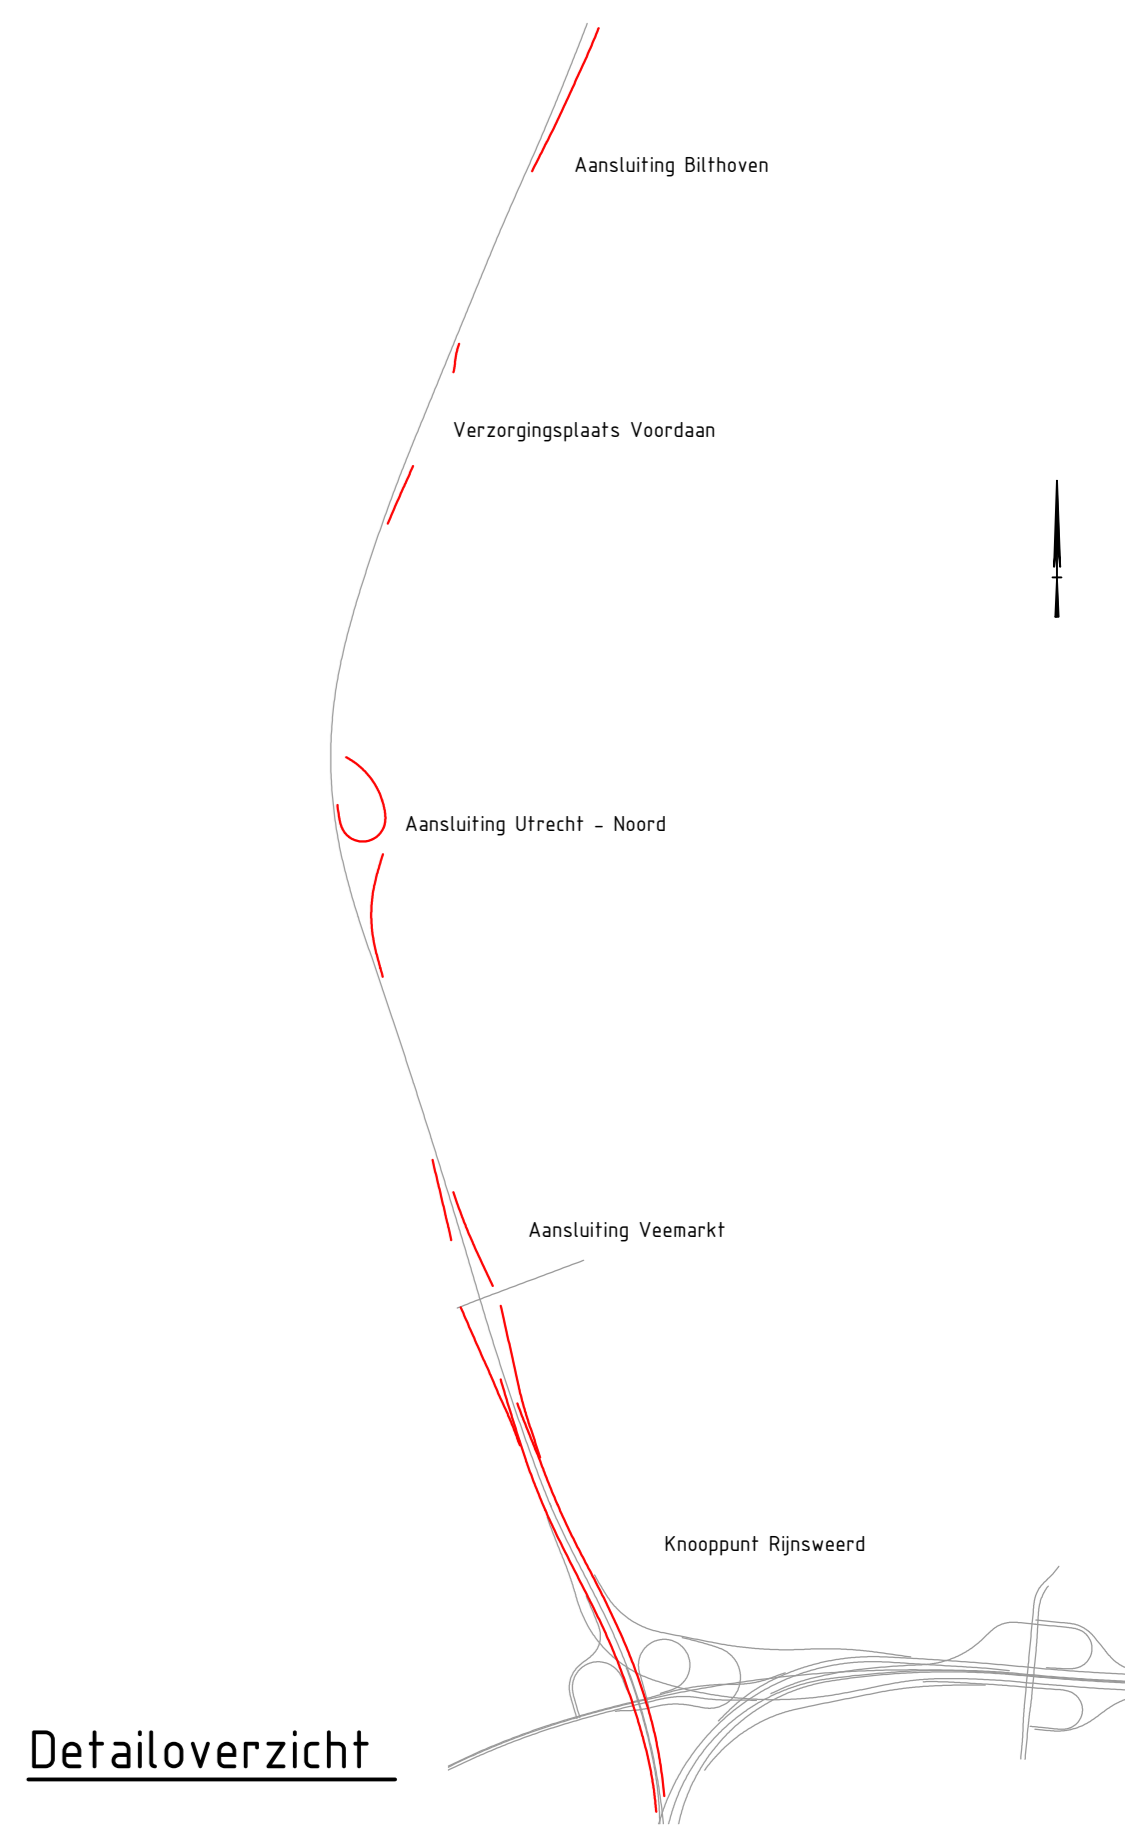 Aansluiting Bilthoven
Verzorgingsplaats Voordaan
Aansluiting Utrecht - Noord
Aansluiting Veemarkt
Knooppunt Rijnsweerd
Detailoverzicht